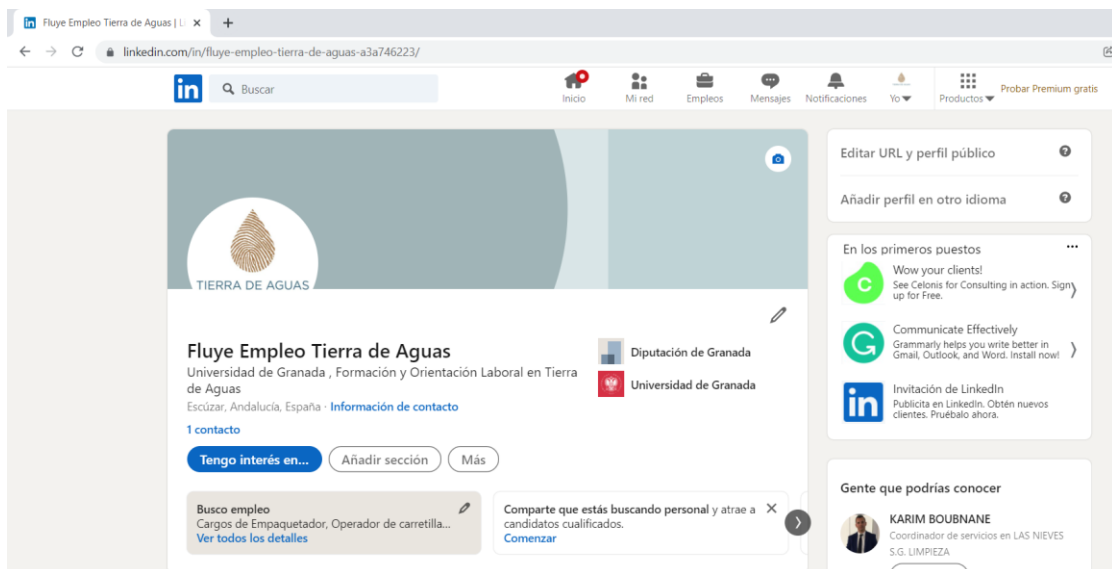 Fluye Empleo Tierra de Aguas | Li
linkedin.com/in/fluye-empleo-tierra-de-aguas-a3a746223/
in
Buscar
Inicio
Mi red
Empleos
Mensajes
Notificaciones
Yo
Productos
Probar Premium gratis
TIERRA DE AGUAS
Fluye Empleo Tierra de Aguas
Universidad de Granada , Formación y Orientación Laboral en Tierra
de Aguas
Escúzar, Andalucía, España · Información de contacto
1 contacto
Diputación de Granada
Universidad de Granada
Tengo interés en...
Añadir sección
Más
Busco empleo
Cargos de Empaquetador, Operador de carretilla...
Ver todos los detalles
Comparte que estás buscando personal y atrae a
candidatos cualificados.
Comenzar
Editar URL y perfil público
Añadir perfil en otro idioma
En los primeros puestos
C
Wow your clients!
See Celonis for Consulting in action. Sign
up for Free.
G
Communicate Effectively
Grammarly helps you write better in
Gmail, Outlook, and Word. Install now!
in
Invitación de LinkedIn
Publicita en LinkedIn. Obtén nuevos
clientes. Pruébalo ahora.
Gente que podrías conocer
KARIM BOUBNANE
Coordinador de servicios en LAS NIEVES
S.G. LIMPIEZA